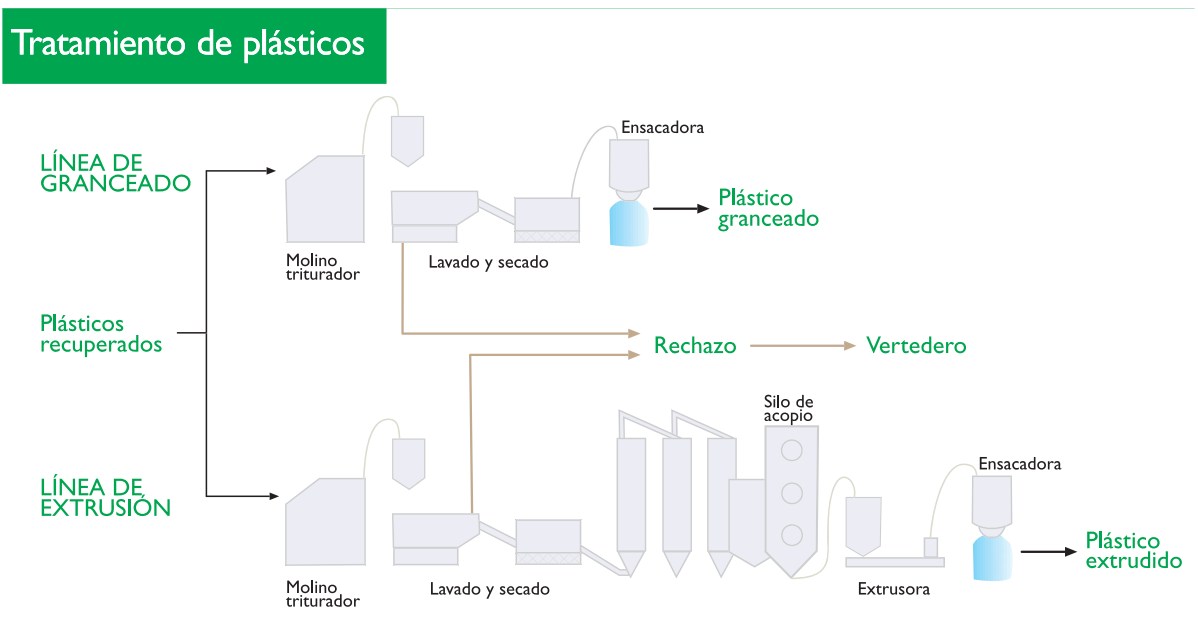 Tratamiento de plásticos
Ensacadora
LÍNEA DE
GRANCEADO
Plástico
granceado
Molino
triturador
Lavado y secado
Plásticos
recuperados
Rechazo
Vertedero
Silo de
acopio
LÍNEA DE
EXTRUSIÓN
Ensacadora
Plástico
extrudido
Molino
triturador
Lavado y secado
Extrusora